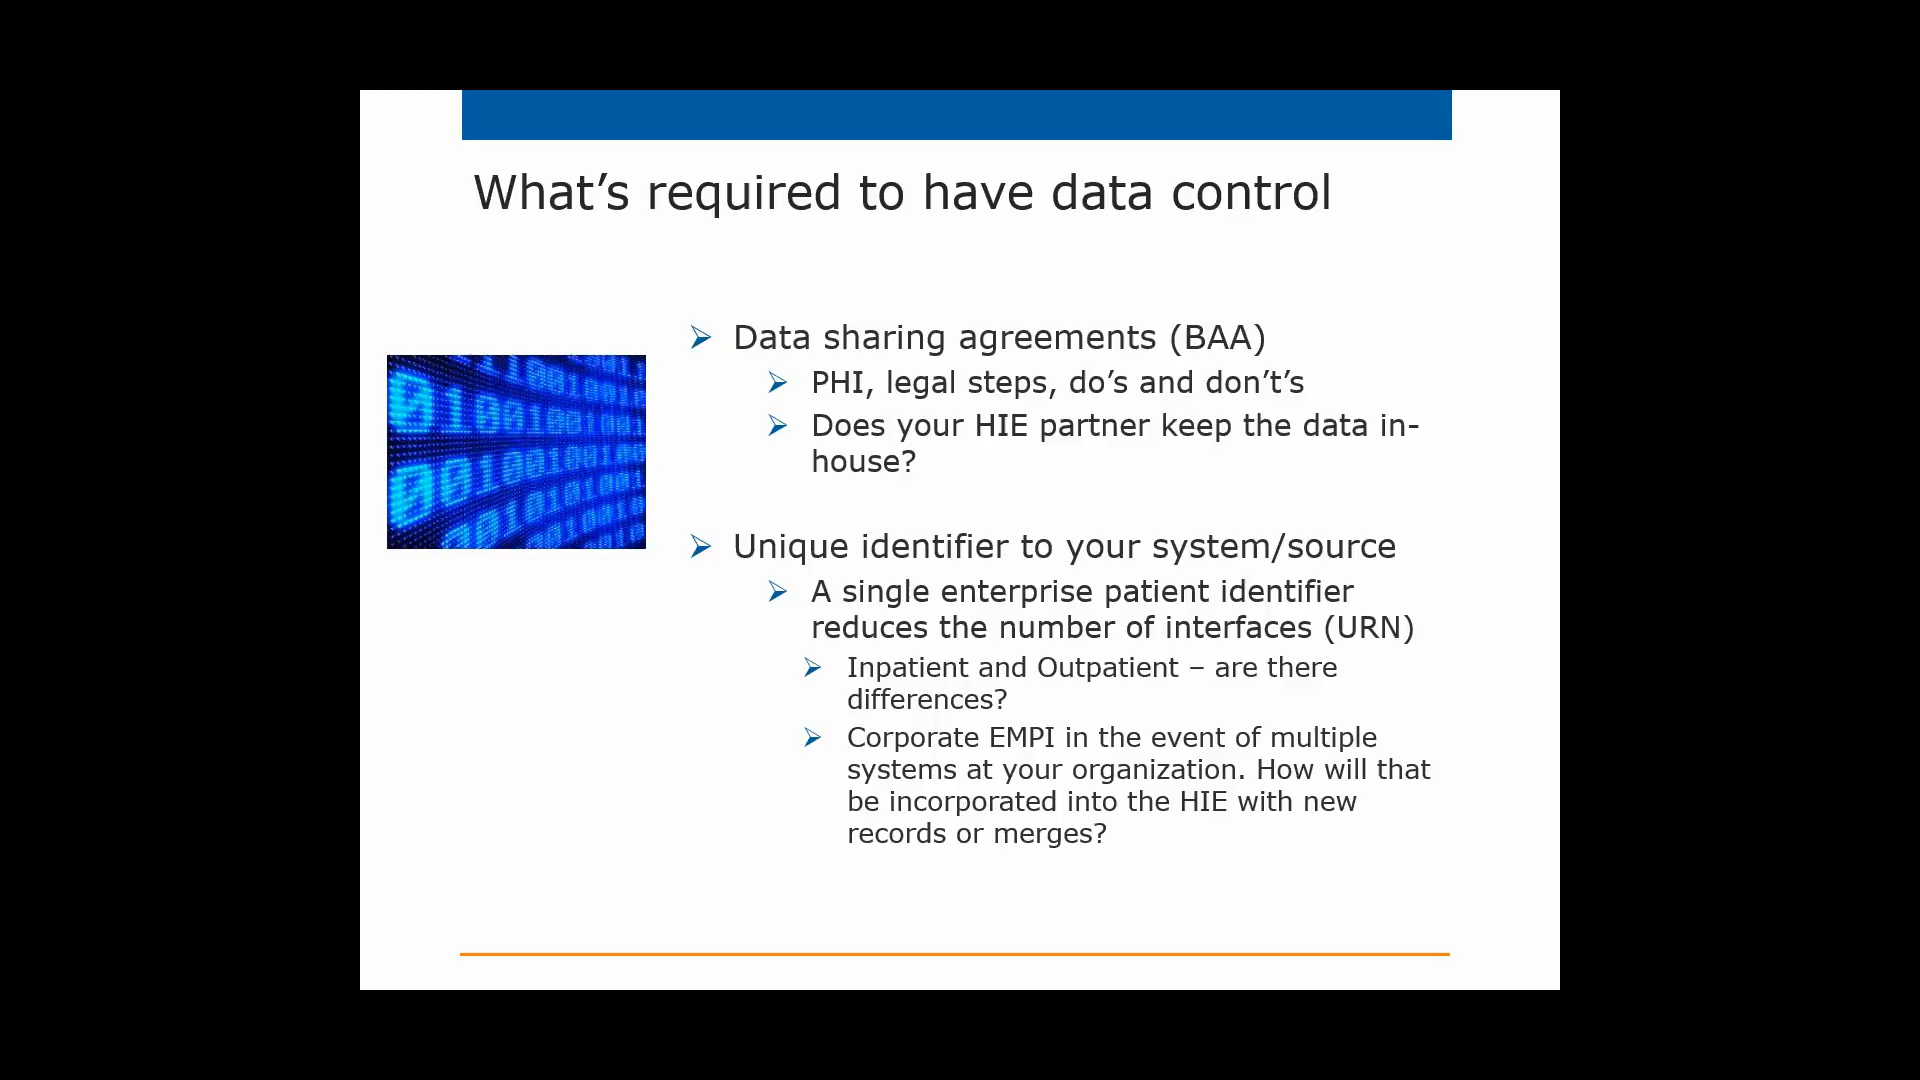 What’s required to have data control
Data sharing agreements (BAA)
PHI, legal steps, do’s and don’t’s
Does your HIE partner keep the data in-
house?
Unique identifier to your system/source
A single enterprise patient identifier
reduces the number of interfaces (URN)
Inpatient and Outpatient – are there
differences?
Corporate EMPI in the event of multiple
systems at your organization. How will that
be incorporated into the HIE with new
records or merges?